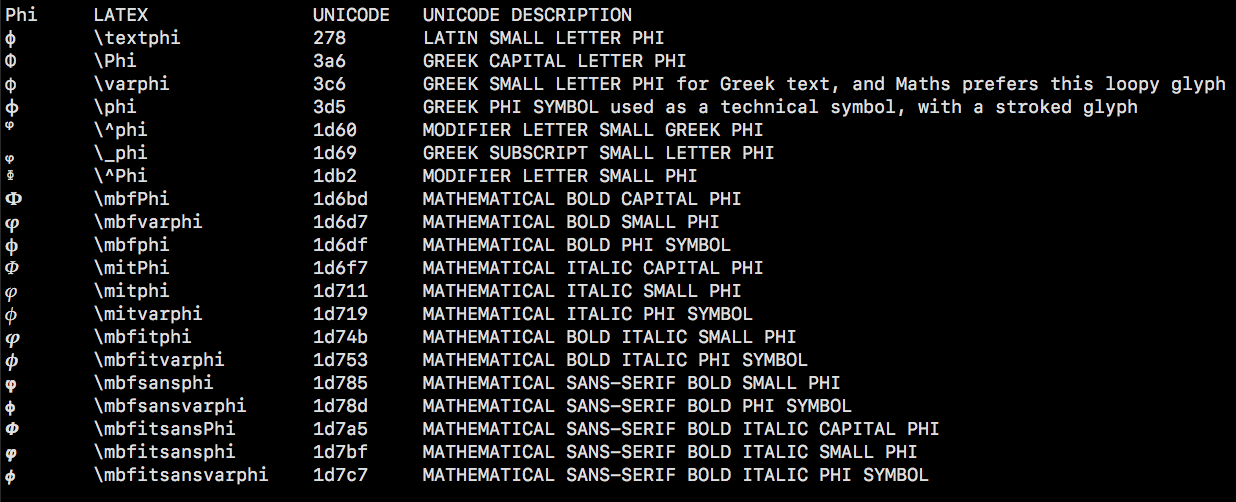 Phi LATEX UNICODE UNICODE DESCRIPTION
ɸ \textphi 278 LATIN SMALL LETTER PHI
Φ \Phi 3a6 GREEK CAPITAL LETTER PHI
φ \varphi 3c6 GREEK SMALL LETTER PHI for Greek text, and Maths prefers this loopy glyph
ϕ \phi 3d5 GREEK PHI SYMBOL used as a technical symbol, with a stroked glyph
ᵠ \^phi 1d60 MODIFIER LETTER SMALL GREEK PHI
ᵩ \_phi 1d69 GREEK SUBSCRIPT SMALL LETTER PHI
ᶲ \^Phi 1db2 MODIFIER LETTER SMALL PHI
𝚽 \mbfPhi 1d6bd MATHEMATICAL BOLD CAPITAL PHI
𝛗 \mbfvarphi 1d6d7 MATHEMATICAL BOLD SMALL PHI
𝛟 \mbfphi 1d6df MATHEMATICAL BOLD PHI SYMBOL
𝛷 \mitPhi 1d6f7 MATHEMATICAL ITALIC CAPITAL PHI
𝜑 \mitphi 1d711 MATHEMATICAL ITALIC SMALL PHI
𝜙 \mitvarphi 1d719 MATHEMATICAL ITALIC PHI SYMBOL
𝝋 \mbfitphi 1d74b MATHEMATICAL BOLD ITALIC SMALL PHI
𝝓 \mbfitvarphi 1d753 MATHEMATICAL BOLD ITALIC PHI SYMBOL
𝞅 \mbfsansphi 1d785 MATHEMATICAL SANS-SERIF BOLD SMALL PHI
𝞍 \mbfsansvarphi 1d78d MATHEMATICAL SANS-SERIF BOLD PHI SYMBOL
𝞥 \mbfitsansPhi 1d7a5 MATHEMATICAL SANS-SERIF BOLD ITALIC CAPITAL PHI
𝞿 \mbfitsansphi 1d7bf MATHEMATICAL SANS-SERIF BOLD ITALIC SMALL PHI
𝟇 \mbfitsansvarphi 1d7c7 MATHEMATICAL SANS-SERIF BOLD ITALIC PHI SYMBOL